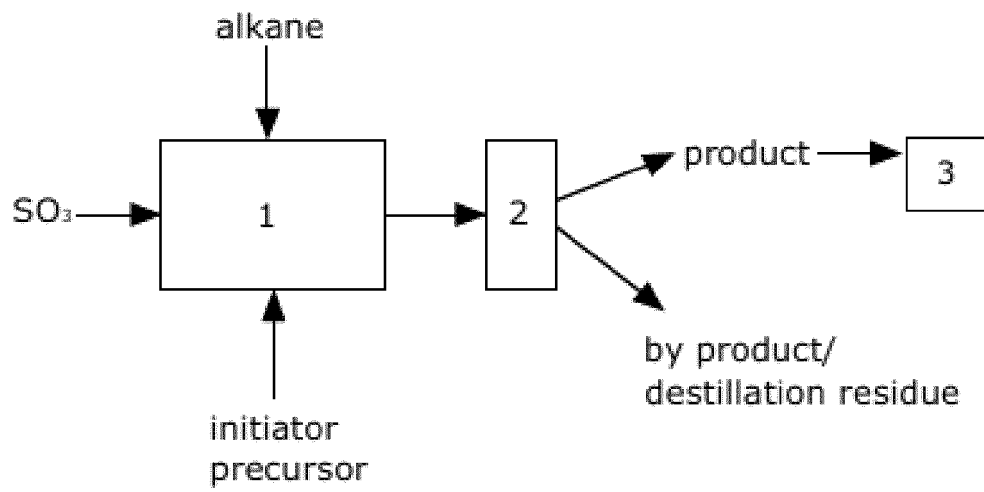 alkane
SO₃
1
2
product
3
by product/
destillation residue
initiator
precursor